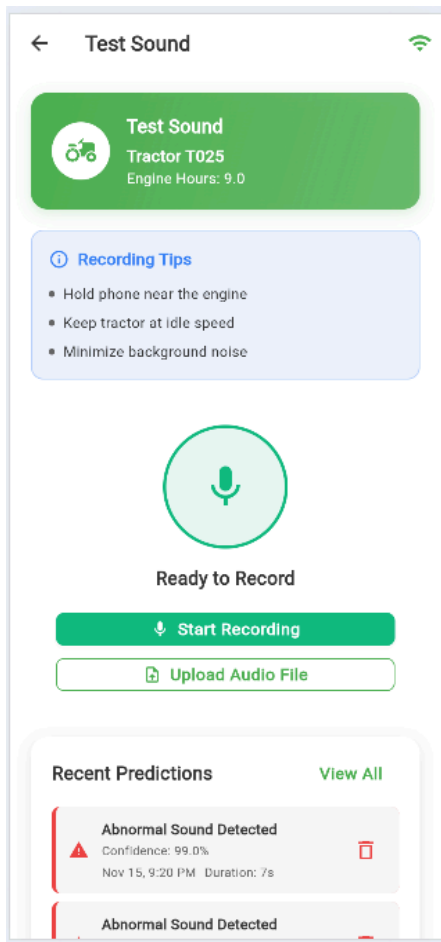 Test Sound
Test Sound
Tractor T025
Engine Hours: 9.0
Recording Tips
Hold phone near the engine
Keep tractor at idle speed
Minimize background noise
Ready to Record
Start Recording
Upload Audio File
Recent Predictions View All
Abnormal Sound Detected
Confidence: 99.0%
Nov 15, 9:20 PM Duration: 7s
Abnormal Sound Detected